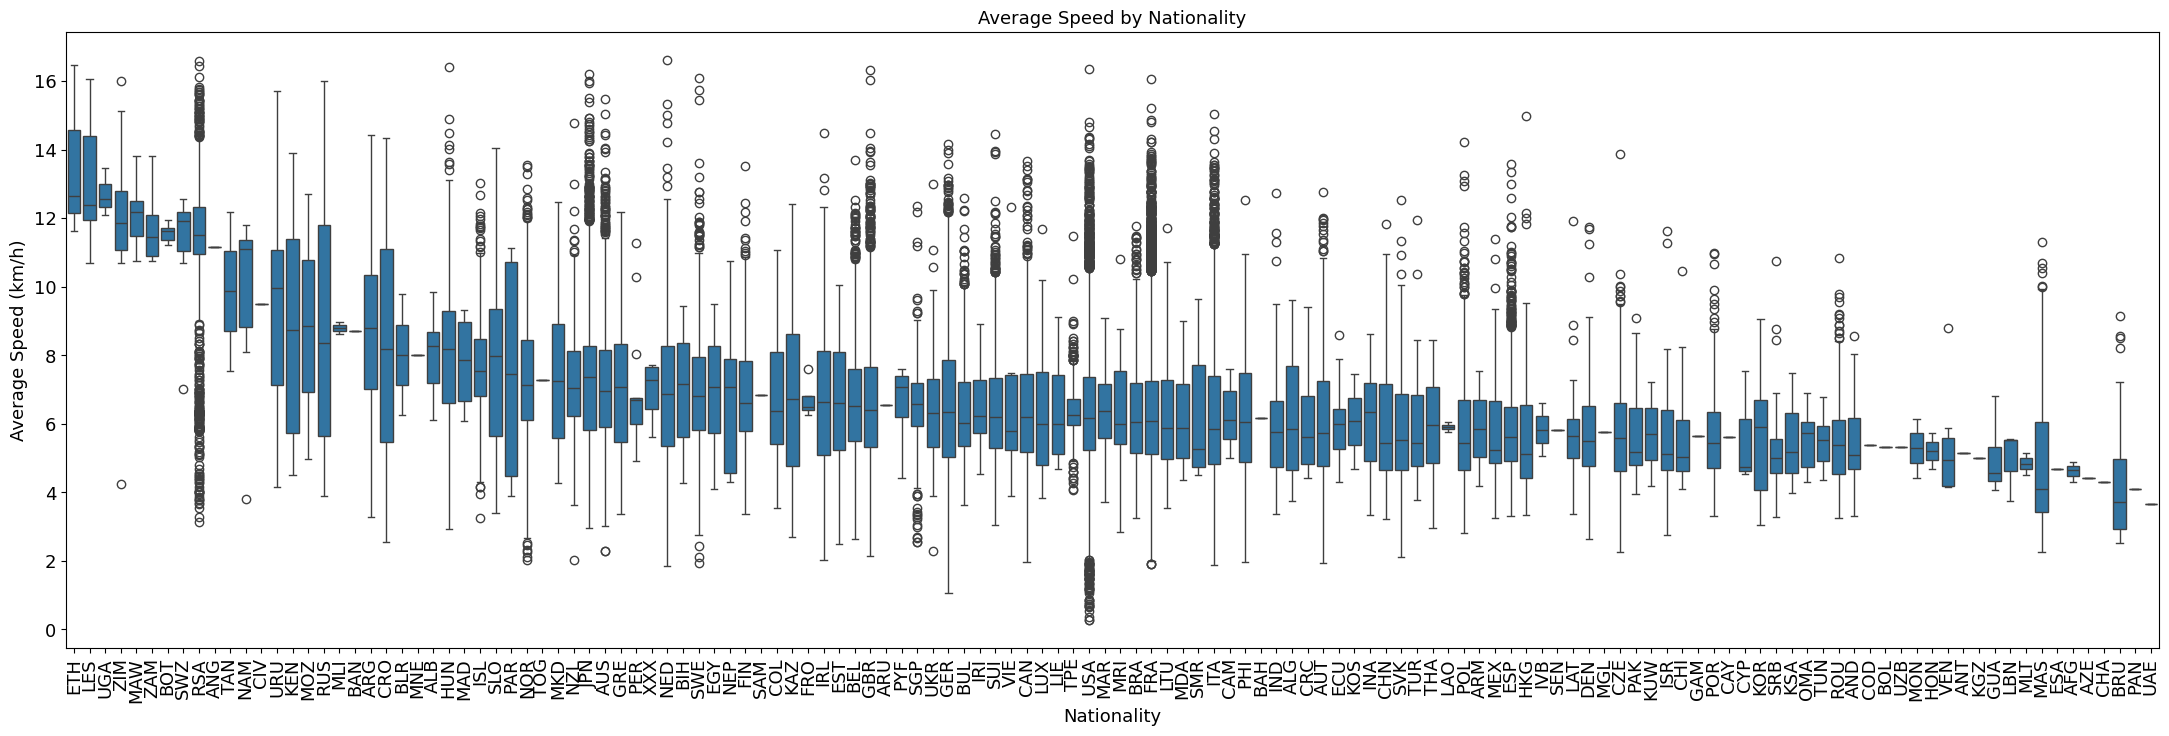 Average Speed by Nationality
Average Speed (km/h)
16
14
12
10
8
6
4
2
0
ETH LES UGA ZIM MAW ZAM BOT SWZ RSA ANG TAN NAM CIV URU KEN MOZ RUS MLI BAN ARG CRO BLR MNE ALB HUN MAD ISL SLO PAR NOR TOG MKD NZL JPN AUS GRE PER XXX NED BIH SWE EGY NEP FIN SAM COL KAZ FRO IRL EST BEL GBR ARU PYF SGP UKR GER BUL IRI SUI VIE CAN LUX LIE TPE USA MAR MRI BRA FRA LTU MDA SMR ITA CAM PHI BAH IND ALG CRC AUT ECU KOS INA CHN SVK TUR THA LAO POL ARM MEX ESP HKG IVB SEN LAT DEN MGL CZE PAK KUW ISR CHI GAM POR CAY CYP KOR SRB KSA OMA TUN ROU AND COD BOL UZB MON HON VEN ANT KGZ GUA LBN MLT MAS ESA AFG AZE CHA BRU PAN UAE
Nationality